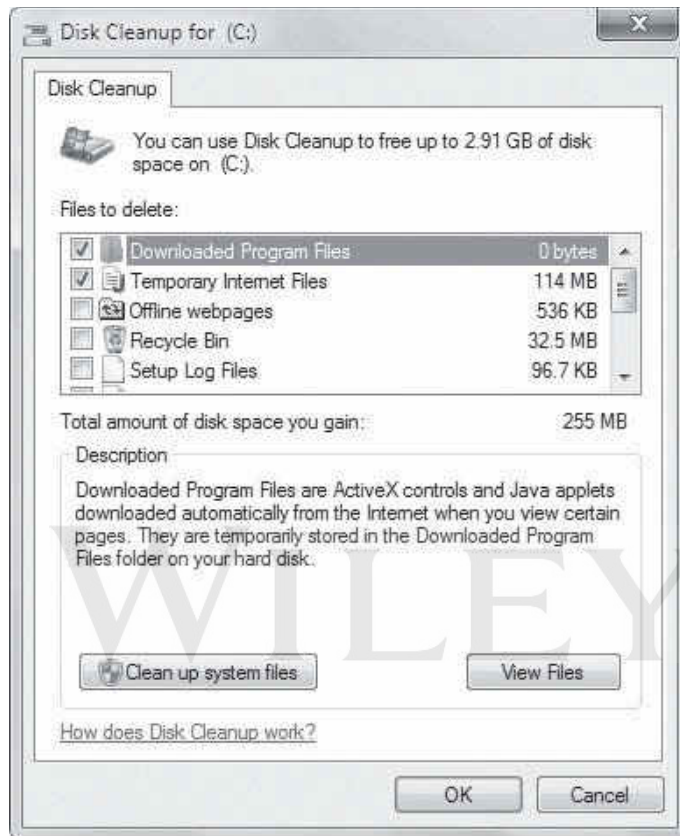 Disk Cleanup for (C:)
Disk Cleanup
You can use Disk Cleanup to free up to 2.91 GB of disk
space on (C:).
Files to delete:
Downloaded Program Files 0 bytes
Temporary Internet Files 114 MB
Offline webpages 536 KB
Recycle Bin 32.5 MB
Setup Log Files 96.7 KB
Total amount of disk space you gain: 255 MB
Description
Downloaded Program Files are ActiveX controls and Java applets
downloaded automatically from the Internet when you view certain
pages. They are temporarily stored in the Downloaded Program
Files folder on your hard disk.
WILEY
Clean up system files View Files
How does Disk Cleanup work?
OK Cancel